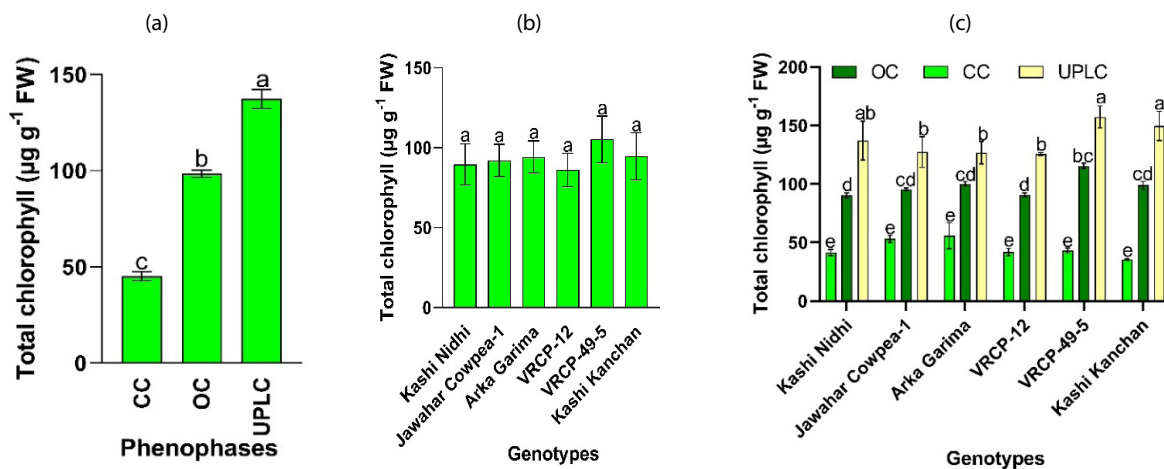 (a)
Total chlorophyll (µg g-1 FW)
150
100
50
0
c
b
a
CC
OC
UPLC
Phenophases
(b)
Total chlorophyll (µg g-1 FW)
150
100
50
0
a a a a a a
Kashi Nidhi
Jawahar Cowpea-1
Arka Garima
VRCP-12
VRCP-49-5
Kashi Kanchan
Genotypes
(c)
OC CC UPLC
Total chlorophyll (µg g-1 FW)
200
150
100
50
0
e d ab
e cd b
e cd b
e d b
e bc a
e cd a
Kashi Nidhi
Jawahar Cowpea-1
Arka Garima
VRCP-12
VRCP-49-5
Kashi Kanchan
Genotypes